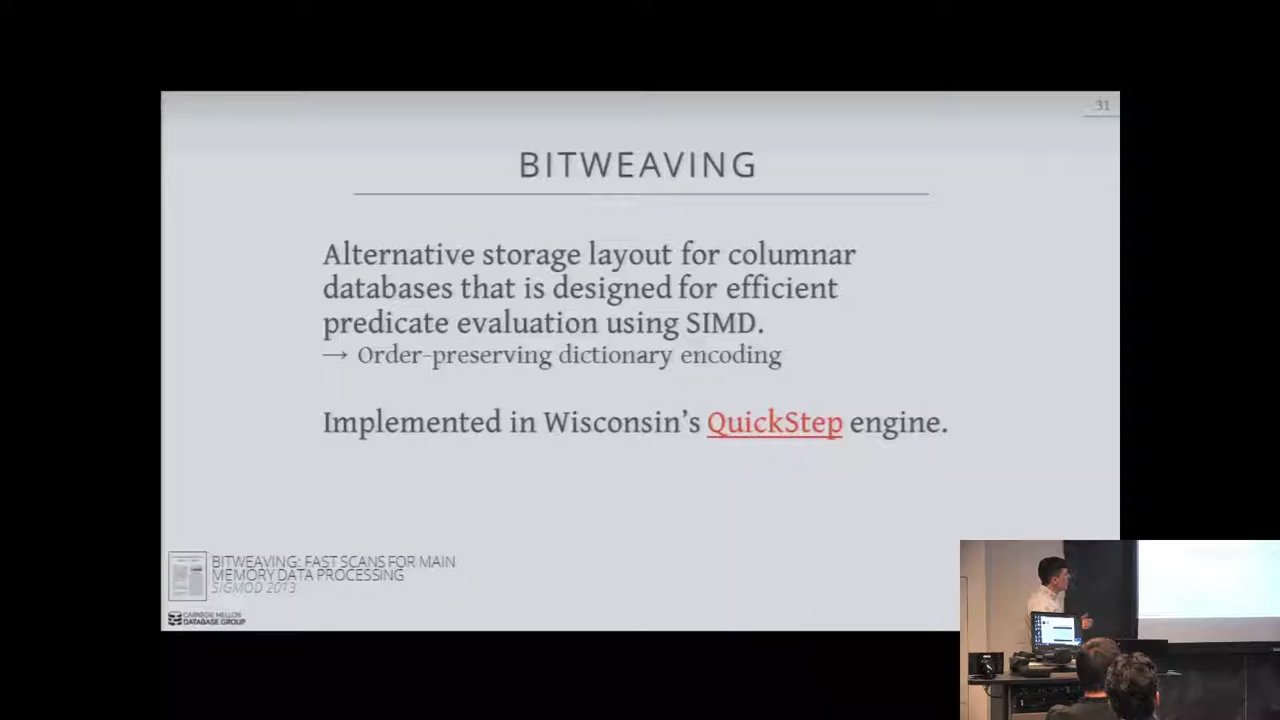 31
BITWEAVING
Alternative storage layout for columnar
databases that is designed for efficient
predicate evaluation using SIMD.
→ Order-preserving dictionary encoding
Implemented in Wisconsin's QuickStep engine.
BITWEAVING: FAST SCANS FOR MAIN
MEMORY DATA PROCESSING
SIGMOD 2013
CARNEGIE MELLON
DATABASE GROUP